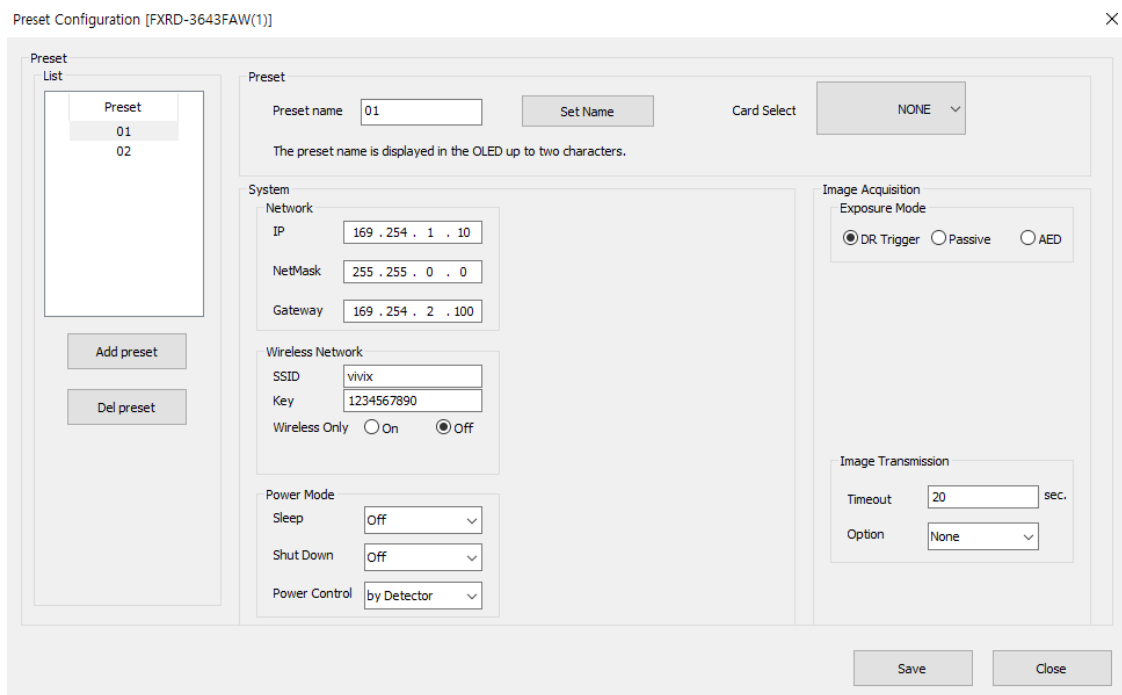 Preset Configuration [FXRD-3643FAW(1)]
Preset
List
Preset
01
02
Add preset
Del preset
Preset
Preset name 01 Set Name Card Select NONE
The preset name is displayed in the OLED up to two characters.
System
Network
IP 169 . 254 . 1 . 10
NetMask 255 . 255 . 0 . 0
Gateway 169 . 254 . 2 . 100
Wireless Network
SSID vivix
Key 1234567890
Wireless Only On Off
Power Mode
Sleep Off
Shut Down Off
Power Control by Detector
Image Acquisition
Exposure Mode
DR Trigger Passive AED
Image Transmission
Timeout 20 sec.
Option None
Save Close